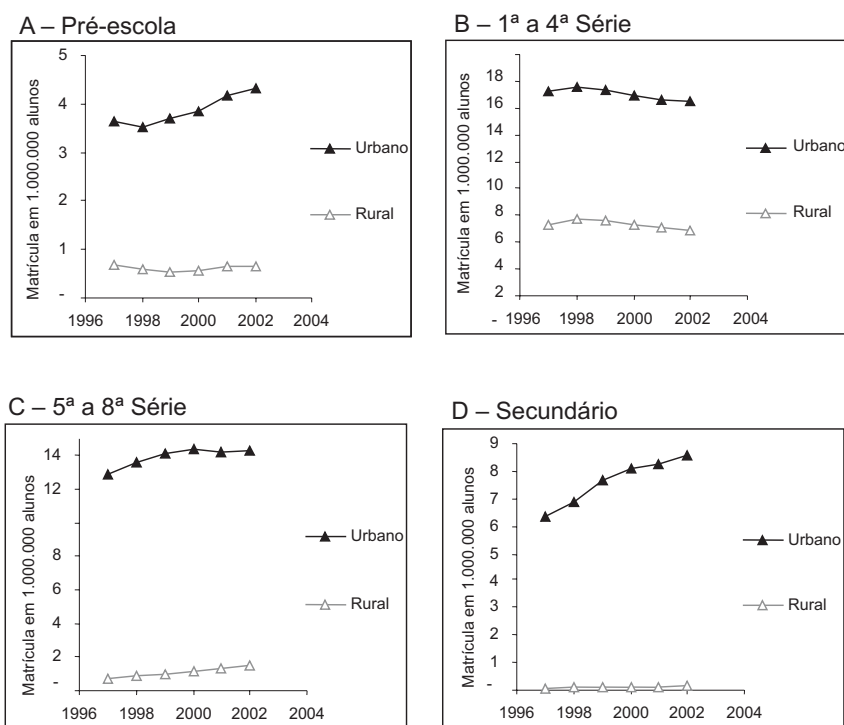 A – Pré-escola
Matrícula em 1.000.000 alunos
5
4
3
2
1
-
1996 1998 2000 2002 2004
Urbano
Rural
B – 1ª a 4ª Série
Matrícula em 1.000.000 alunos
18
16
14
12
10
8
6
4
2
- 1996 1998 2000 2002 2004
Urbano
Rural
C – 5ª a 8ª Série
Matrícula em 1.000.000 alunos
14
12
10
8
6
4
2
-
1996 1998 2000 2002 2004
Urbano
Rural
D – Secundário
Matrícula em 1.000.000 alunos
9
8
7
6
5
4
3
2
1
-
1996 1998 2000 2002 2004
Urbano
Rural